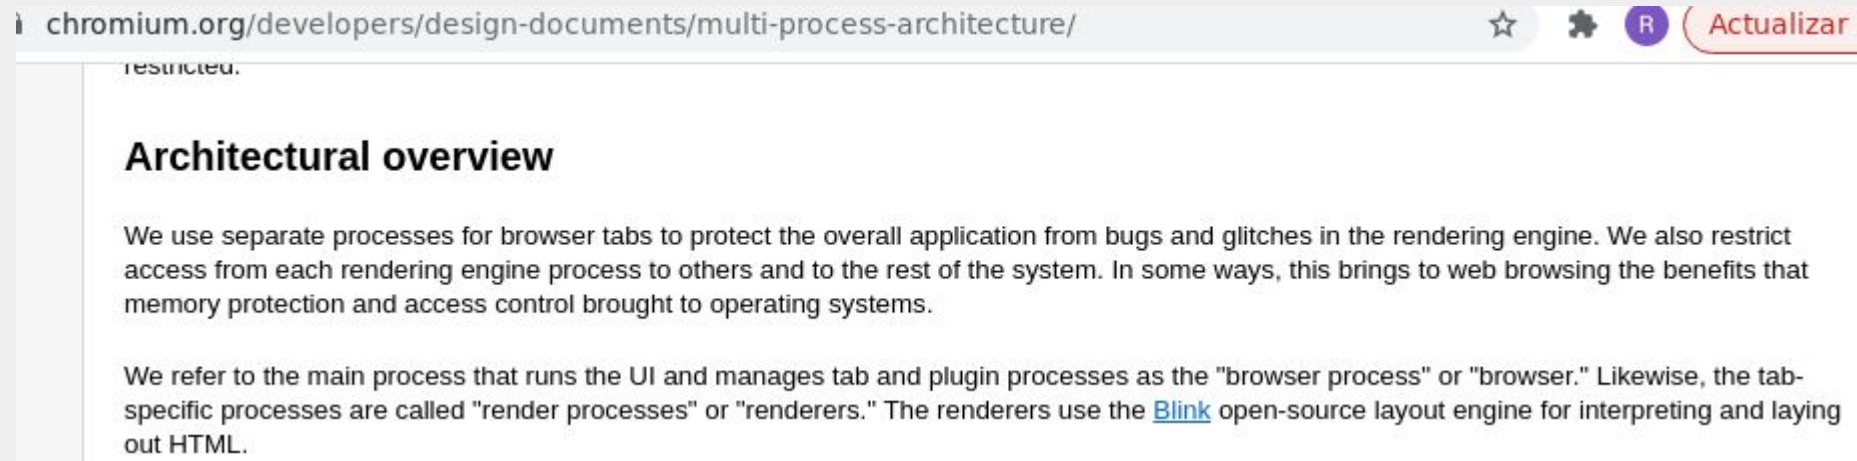 chromium.org/developers/design-documents/multi-process-architecture/
R
Actualizar
restricted.
Architectural overview
We use separate processes for browser tabs to protect the overall application from bugs and glitches in the rendering engine. We also restrict
access from each rendering engine process to others and to the rest of the system. In some ways, this brings to web browsing the benefits that
memory protection and access control brought to operating systems.
We refer to the main process that runs the UI and manages tab and plugin processes as the "browser process" or "browser." Likewise, the tab-
specific processes are called "render processes" or "renderers." The renderers use the Blink open-source layout engine for interpreting and laying
out HTML.